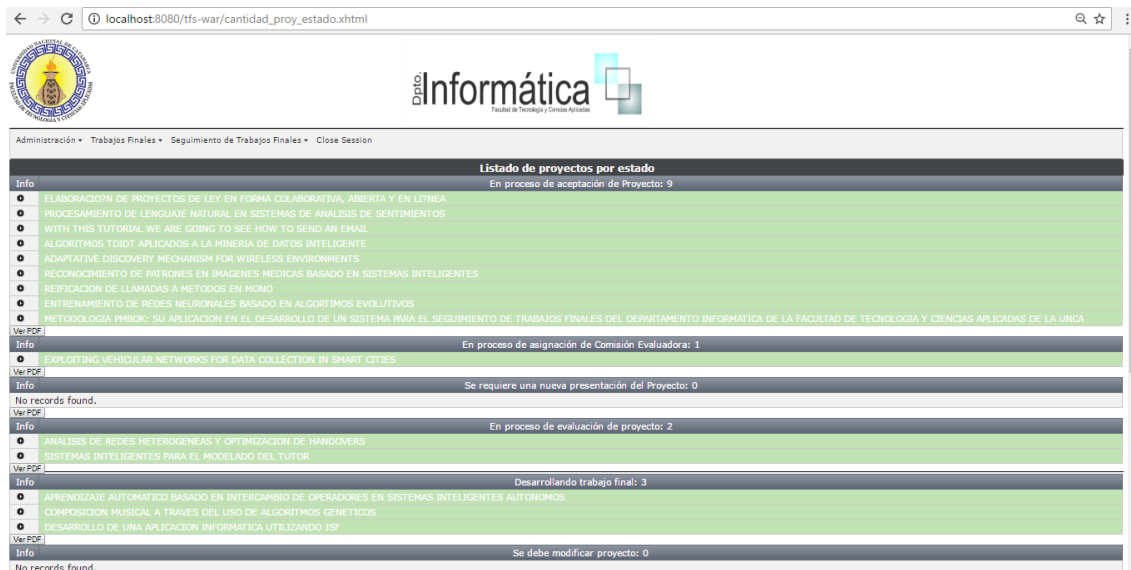 localhost:8080/tfs-war/cantidad_proy_estado.xhtml
UNIVERSIDAD NACIONAL DE CATAMARCA
FACULTAD DE TECNOLOGIA Y CIENCIAS APLICADAS
Dpto. Informática
Facultad de Tecnología y Ciencias Aplicadas
Administración Trabajos Finales Seguimiento de Trabajos Finales Close Session
Listado de proyectos por estado
Info En proceso de aceptación de Proyecto: 9
ELABORACIO?N DE PROYECTOS DE LEY EN FORMA COLABORATIVA, ABIERTA Y EN LI?NEA
PROCESAMIENTO DE LENGUAJE NATURAL EN SISTEMAS DE ANALISIS DE SENTIMIENTOS
WITH THIS TUTORIAL WE ARE GOING TO SEE HOW TO SEND AN EMAIL
ALGORITMOS TDIDT APLICADOS A LA MINERIA DE DATOS INTELIGENTE
ADAPTATIVE DISCOVERY MECHANISM FOR WIRELESS ENVIRONMENTS
RECONOCIMIENTO DE PATRONES EN IMAGENES MEDICAS BASADO EN SISTEMAS INTELIGENTES
REIFICACION DE LLAMADAS A METODOS EN MONO
ENTRENAMIENTO DE REDES NEURONALES BASADO EN ALGORTIMOS EVOLUTIVOS
METODOLOGIA PMBOK: SU APLICACION EN EL DESARROLLO DE UN SISTEMA PARA EL SEGUIMIENTO DE TRABAJOS FINALES DEL DEPARTAMENTO INFORMATICA DE LA FACULTAD DE TECNOLOGIA Y CIENCIAS APLICADAS DE LA UNCA
Ver PDF
Info En proceso de asignación de Comisión Evaluadora: 1
EXPLOITING VEHICULAR NETWORKS FOR DATA COLLECTION IN SMART CITIES
Ver PDF
Info Se requiere una nueva presentación del Proyecto: 0
No records found.
Ver PDF
Info En proceso de evaluación de proyecto: 2
ANALISIS DE REDES HETEROGENEAS Y OPTIMIZACION DE HANDOVERS
SISTEMAS INTELIGENTES PARA EL MODELADO DEL TUTOR
Ver PDF
Info Desarrollando trabajo final: 3
APRENDIZAJE AUTOMATICO BASADO EN INTERCAMBIO DE OPERADORES EN SISTEMAS INTELIGENTES AUTONOMOS
COMPOSICION MUSICAL A TRAVES DEL USO DE ALGORITMOS GENETICOS
DESARROLLO DE UNA APLICACION INFORMATICA UTILIZANDO JSF
Ver PDF
Info Se debe modificar proyecto: 0
No records found.